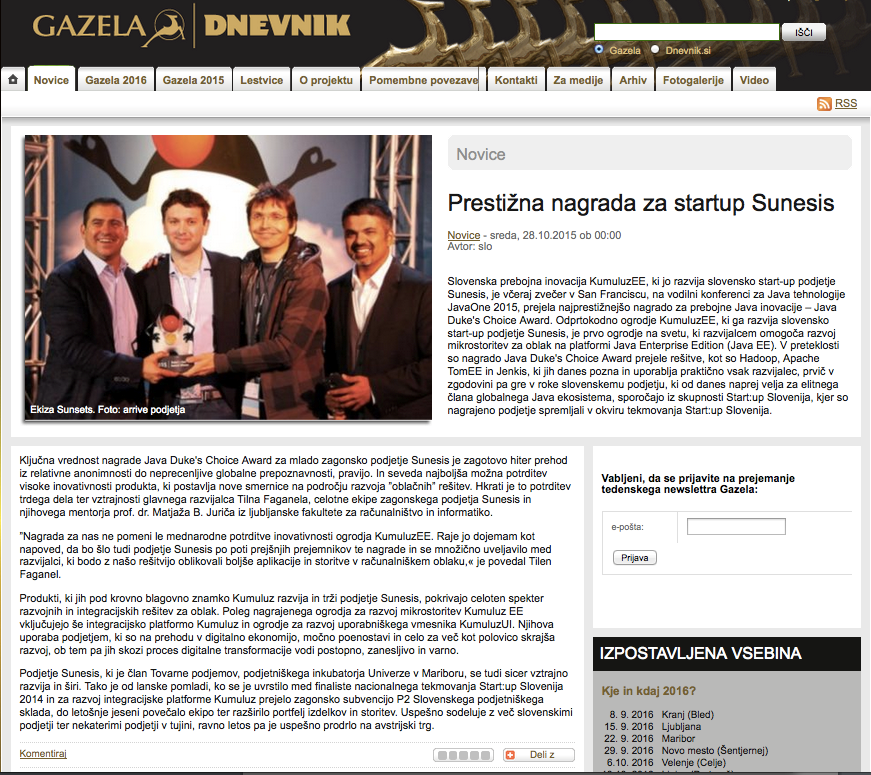 GAZELA DNEVNIK
IŠČI
Gazela Dnevnik.si
Novice Gazela 2016 Gazela 2015 Lestvice O projektu Pomembne povezave Kontakti Za medije Arhiv Fotogalerije Video
RSS
Ekiza Sunsets. Foto: arrive podjetja
Novice
Prestižna nagrada za startup Sunesis
Novice - sreda, 28.10.2015 ob 00:00
Avtor: slo
Slovenska prebojna inovacija KumuluzEE, ki jo razvija slovensko start-up podjetje
Sunesis, je včeraj zvečer v San Franciscu, na vodilni konferenci za Java tehnologije
JavaOne 2015, prejela najprestižnejšo nagrado za prebojne Java inovacije – Java
Duke's Choice Award. Odprtokodno ogrodje KumuluzEE, ki ga razvija slovensko
start-up podjetje Sunesis, je prvo ogrodje na svetu, ki razvijalcem omogoča razvoj
mikrostoritev za oblak na platformi Java Enterprise Edition (Java EE). V preteklosti
so nagrado Java Duke's Choice Award prejele rešitve, kot so Hadoop, Apache
TomEE in Jenkis, ki jih danes pozna in uporablja praktično vsak razvijalec, prvič v
zgodovini pa gre v roke slovenskemu podjetju, ki od danes naprej velja za elitnega
člana globalnega Java ekosistema, sporočajo iz skupnosti Start:up Slovenija, kjer so
nagrajeno podjetje spremljali v okviru tekmovanja Start:up Slovenija.
Ključna vrednost nagrade Java Duke's Choice Award za mlado zagonsko podjetje Sunesis je zagotovo hiter prehod
iz relativne anonimnosti do neprecenljive globalne prepoznavnosti, pravijo. In seveda najboljša možna potrditev
visoke inovativnosti produkta, ki postavlja nove smernice na področju razvoja "oblačnih" rešitev. Hkrati je to potrditev
trdega dela ter vztrajnosti glavnega razvijalca Tilna Faganela, celotne ekipe zagonskega podjetja Sunesis in
njihovega mentorja prof. dr. Matjaža B. Juriča iz ljubljanske fakultete za računalništvo in informatiko.
"Nagrada za nas ne pomeni le mednarodne potrditve inovativnosti ogrodja KumuluzEE. Raje jo dojemam kot
napoved, da bo šlo tudi podjetje Sunesis po poti prejšnjih prejemnikov te nagrade in se množično uveljavilo med
razvijalci, ki bodo z našo rešitvijo oblikovali boljše aplikacije in storitve v računalniškem oblaku,« je povedal Tilen
Faganel.
Produkti, ki jih pod krovno blagovno znamko Kumuluz razvija in trži podjetje Sunesis, pokrivajo celoten spekter
razvojnih in integracijskih rešitev za oblak. Poleg nagrajenega ogrodja za razvoj mikrostoritev Kumuluz EE
vključujejo še integracijsko platformo Kumuluz in ogrodje za razvoj uporabniškega vmesnika KumuluzUI. Njihova
uporaba podjetjem, ki so na prehodu v digitalno ekonomijo, močno poenostavi in celo za več kot polovico skrajša
razvoj, ob tem pa jih skozi proces digitalne transformacije vodi postopno, zanesljivo in varno.
Podjetje Sunesis, ki je član Tovarne podjemov, podjetniškega inkubatorja Univerze v Mariboru, se tudi sicer vztrajno
razvija in širi. Tako je od lanske pomladi, ko se je uvrstilo med finaliste nacionalnega tekmovanja Start:up Slovenija
2014 in za razvoj integracijske platforme Kumuluz prejelo zagonsko subvencijo P2 Slovenskega podjetniškega
sklada, do letošnje jeseni povečalo ekipo ter razširilo portfelj izdelkov in storitev. Uspešno sodeluje z več slovenskimi
podjetji ter nekaterimi podjetji v tujini, ravno letos pa je uspešno prodrlo na avstrijski trg.
Komentiraj
Deli z
Vabljeni, da se prijavite na prejemanje
tedenskega newslettra Gazela:
e-pošta:
Prijava
IZPOSTAVLJENA VSEBINA
Kje in kdaj 2016?
8. 9. 2016 Kranj (Bled)
15. 9. 2016 Ljubljana
22. 9. 2016 Maribor
29. 9. 2016 Novo mesto (Šentjernej)
6.10. 2016 Velenje (Celje)